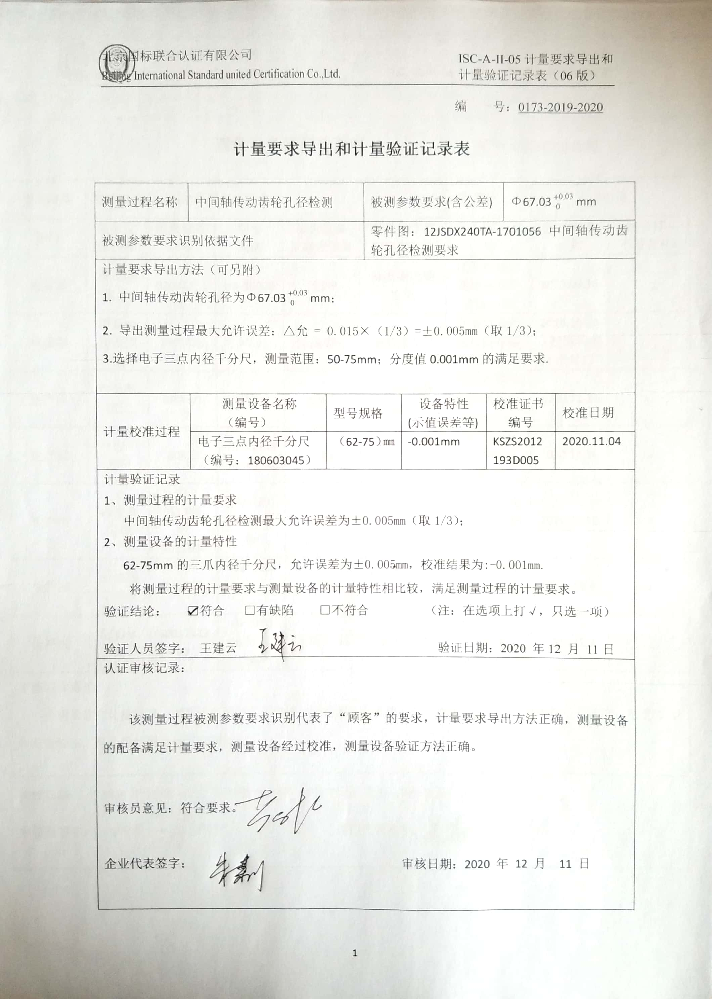 北京国标联合认证有限公司
Beijing International Standard united Certification Co.,Ltd.
ISC-A-II-05 计量要求导出和
计量验证记录表（06 版）
编 号：0173-2019-2020
计量要求导出和计量验证记录表
测量过程名称 中间轴传动齿轮孔径检测 被测参数要求(含公差) Φ67.03 +0.03 0 mm
被测参数要求识别依据文件 零件图：12JSDX240TA-1701056 中间轴传动齿
轮孔径检测要求
计量要求导出方法（可另附）
1. 中间轴传动齿轮孔径为Φ67.03 +0.03 0 mm；
2. 导出测量过程最大允许误差：△允 = 0.015×（1/3）=±0.005mm（取 1/3）；
3.选择电子三点内径千分尺，测量范围：50-75mm；分度值 0.001mm 的满足要求.
计量校准过程
测量设备名称
（编号）
型号规格
设备特性
(示值误差等)
校准证书
编号
校准日期
电子三点内径千分尺
（编号：180603045）
（62-75）mm
-0.001mm
KSZS2012
193D005
2020.11.04
计量验证记录
1、测量过程的计量要求
中间轴传动齿轮孔径检测最大允许误差为±0.005mm（取 1/3）；
2、测量设备的计量特性
62-75mm 的三爪内径千分尺，允许误差为±0.005mm，校准结果为:-0.001mm.
将测量过程的计量要求与测量设备的计量特性相比较，满足测量过程的计量要求。
验证结论： ☑符合 □有缺陷 □不符合 （注：在选项上打√，只选一项）
验证人员签字： 王建云 王建云 验证日期：2020 年 12 月 11 日
认证审核记录：
该测量过程被测参数要求识别代表了“顾客”的要求，计量要求导出方法正确，测量设备
的配备满足计量要求，测量设备经过校准，测量设备验证方法正确。
审核员意见：符合要求。
企业代表签字： 审核日期：2020 年 12 月 11 日
1